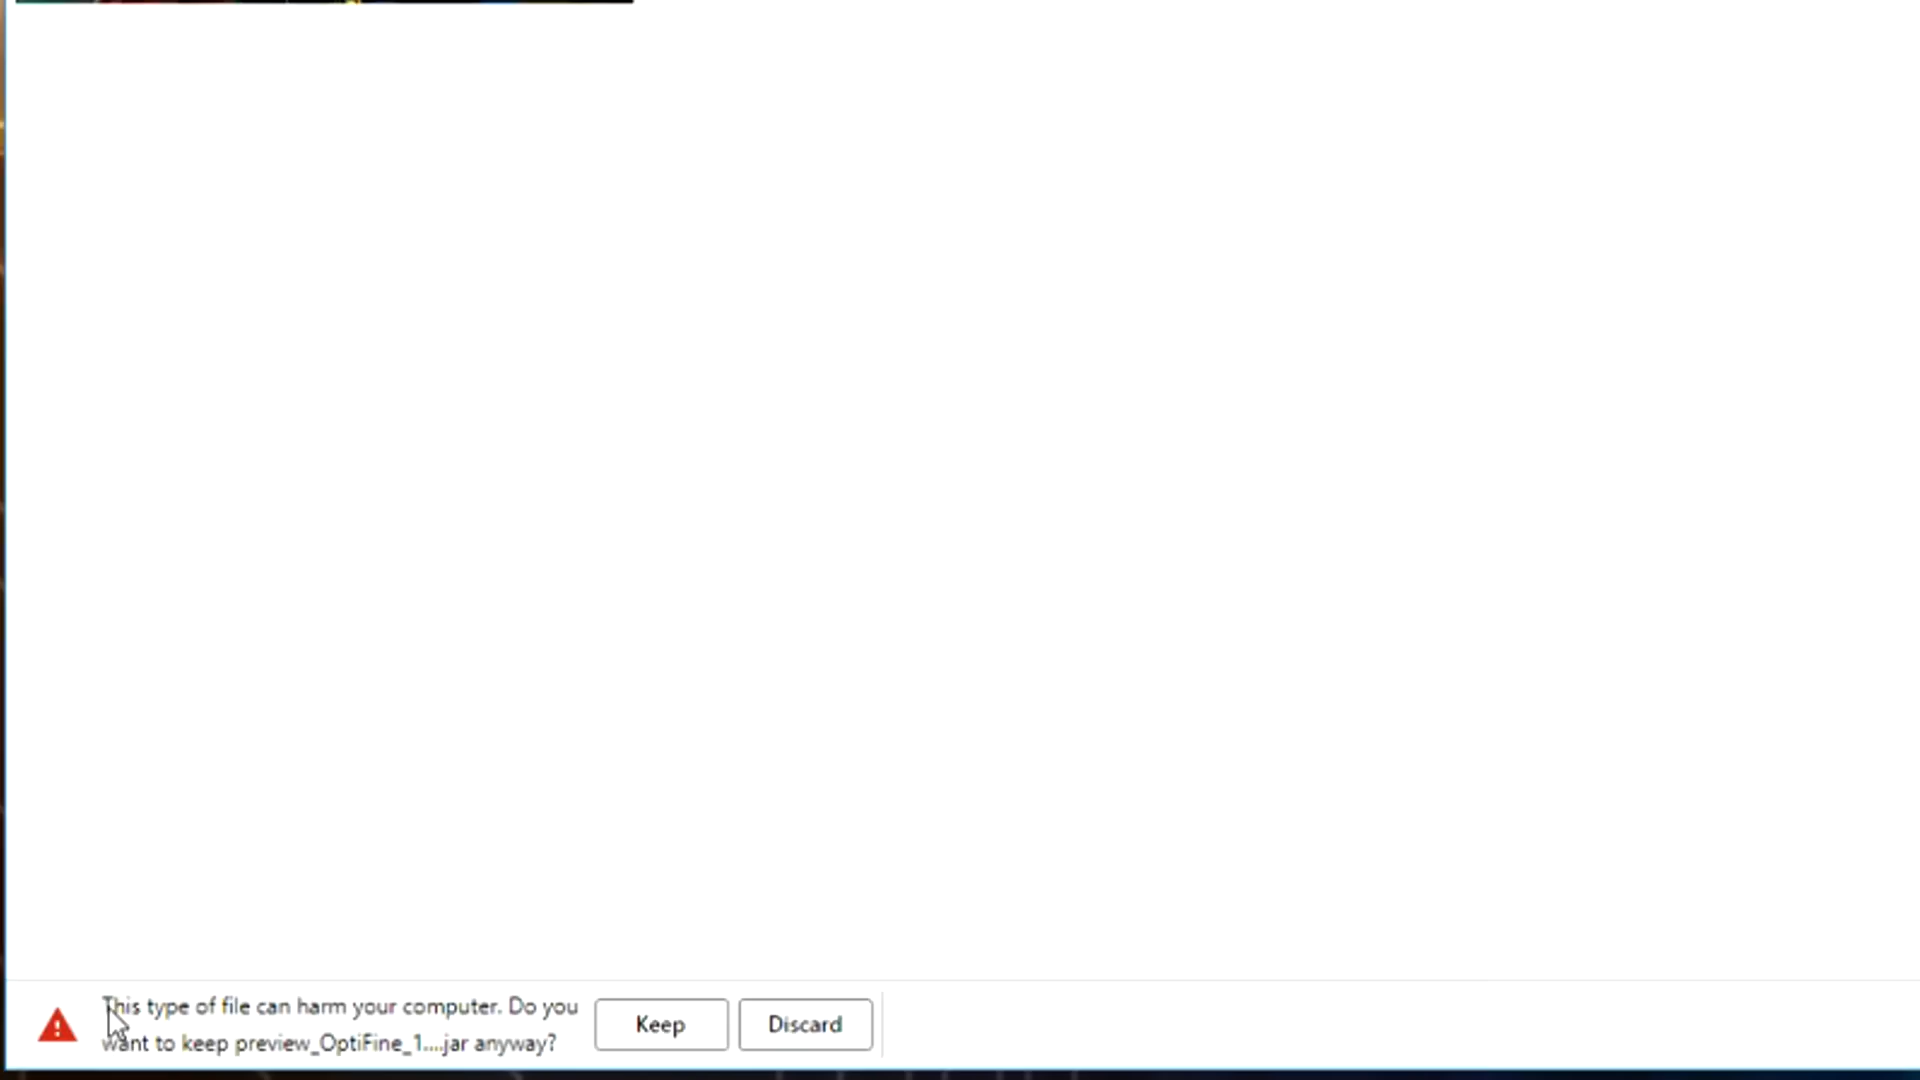 This type of file can harm your computer. Do you
want to keep preview_OptiFine_1....jar anyway?
Keep
Discard